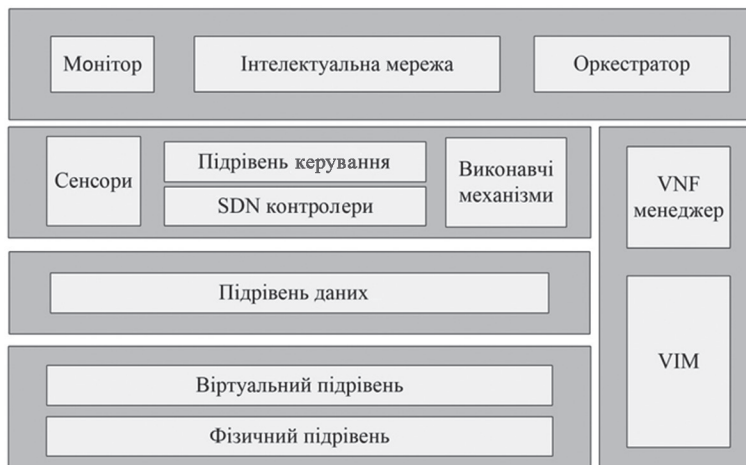 Монітор
Інтелектуальна мережа
Оркестратор
Сенсори
Підрівень керування
SDN контролери
Виконавчі
механізми
VNF
менеджер
Підрівень даних
VIM
Віртуальний підрівень
Фізичний підрівень